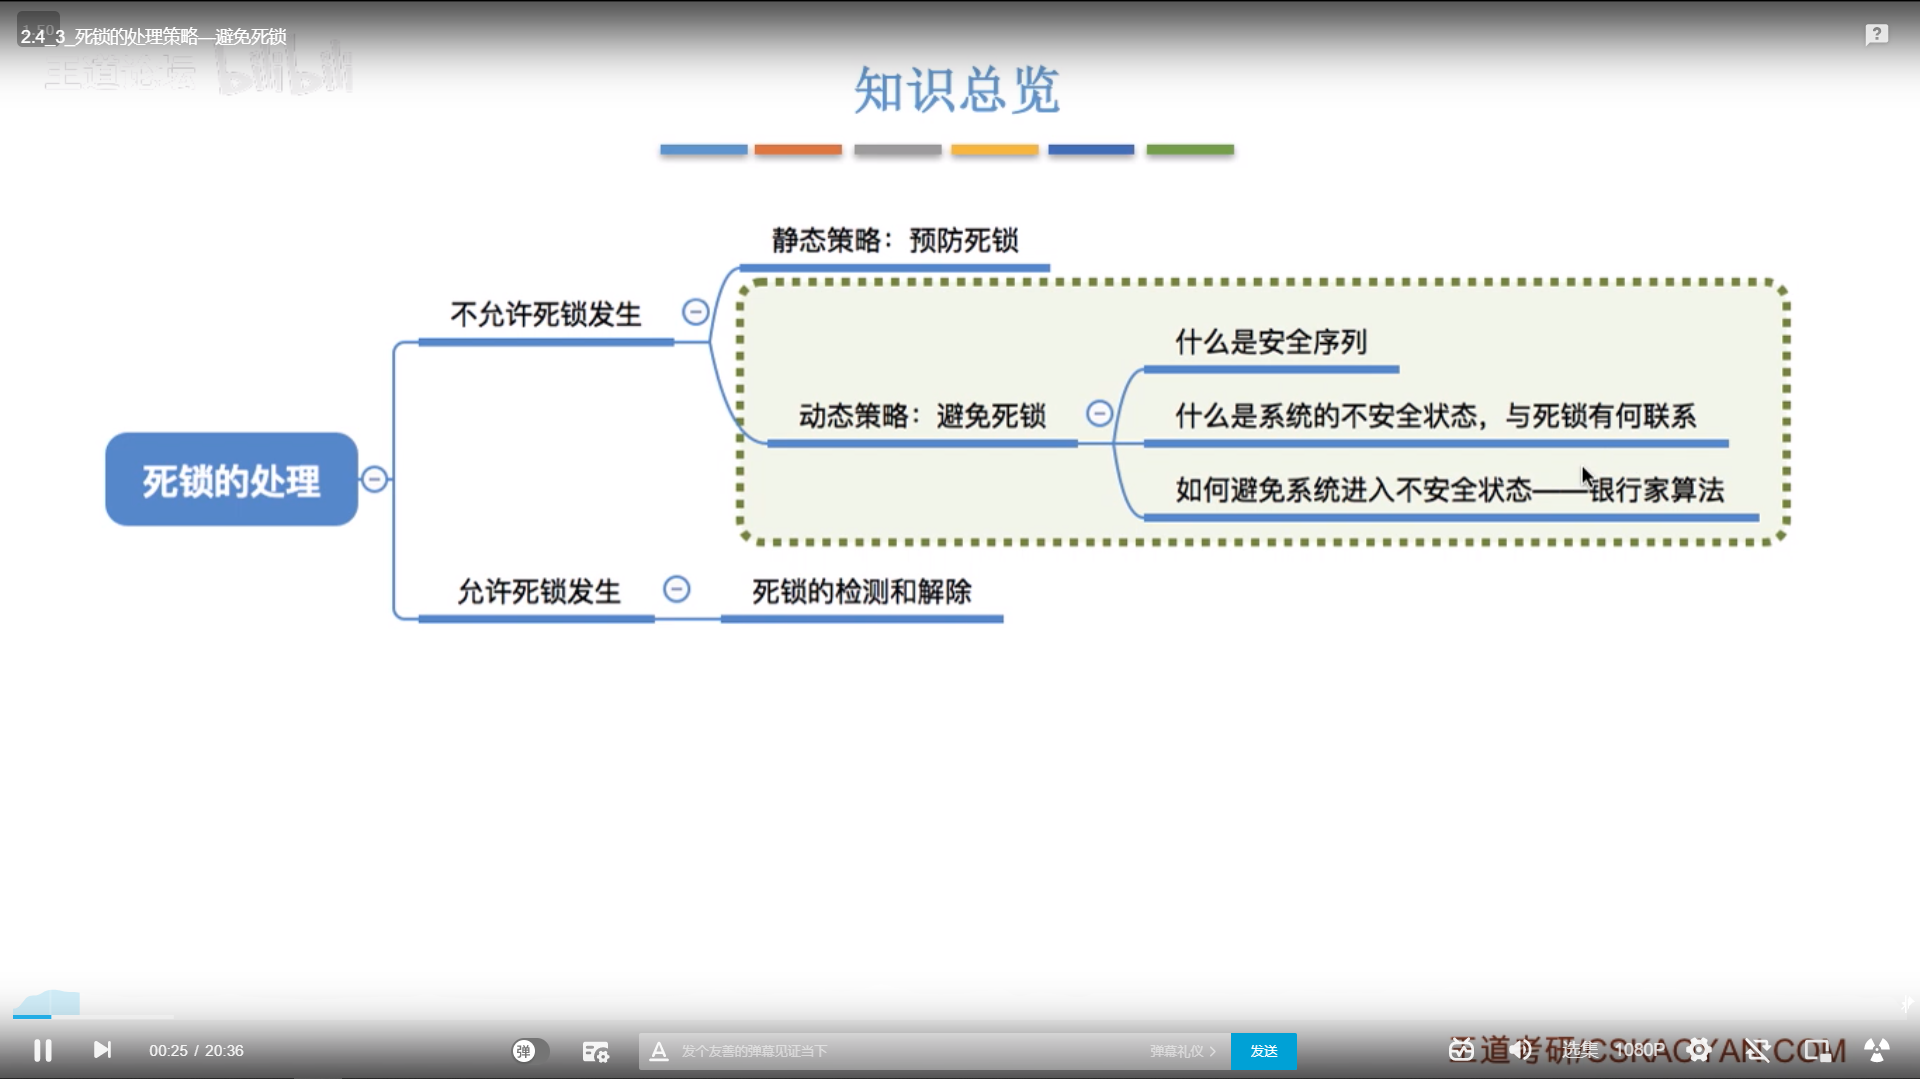 1.50
2.4_3_死锁的处理策略—避免死锁
王道论坛 bilibili
知识总览
静态策略：预防死锁
不允许死锁发生
什么是安全序列
动态策略：避免死锁
什么是系统的不安全状态，与死锁有何联系
死锁的处理
如何避免系统进入不安全状态——银行家算法
允许死锁发生
死锁的检测和解除
00:25 / 20:36
弹
发个友善的弹幕见证当下
弹幕礼仪
发送
王道考研/CSKAOYAN.COM
选集
1080P